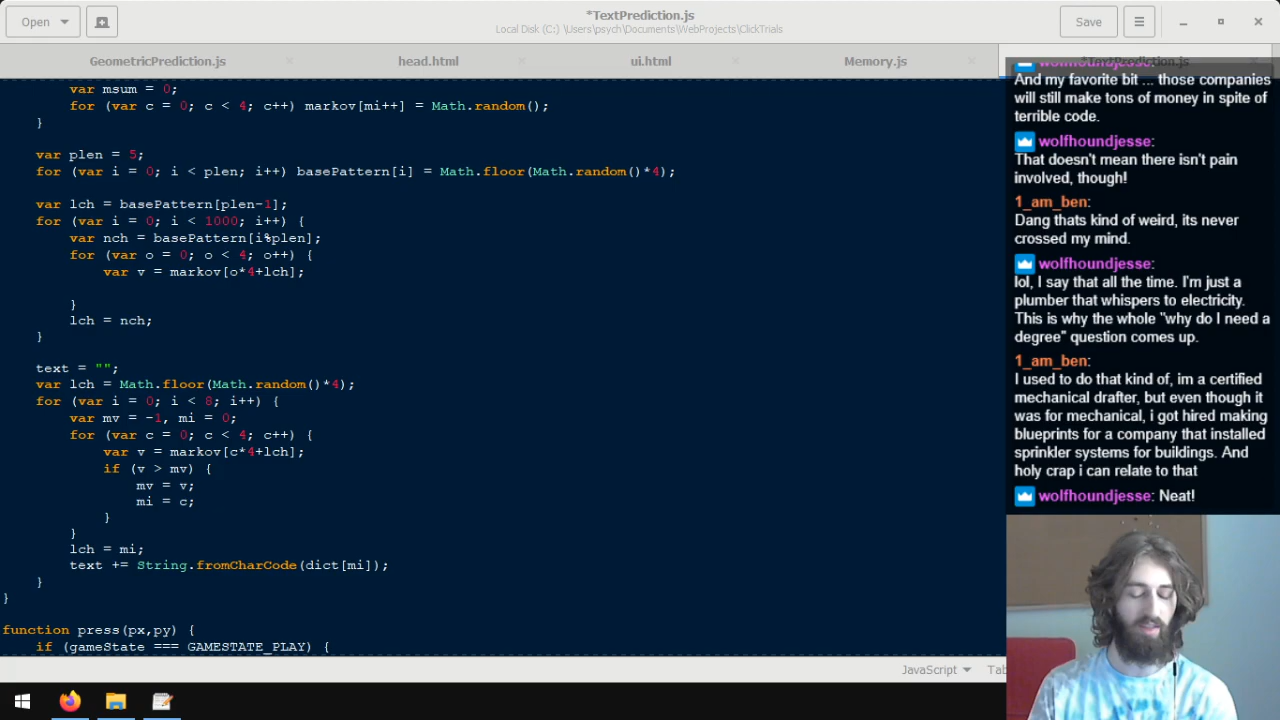 Open
*TextPrediction.js
Local Disk (C:) \Users\psych\Documents\WebProjects\ClickTrials
Save
GeometricPrediction.js
head.html
ui.html
Memory.js
*TextPrediction.js
var msum = 0;
for (var c = 0; c < 4; c++) markov[mi++] = Math.random();
}
var plen = 5;
for (var i = 0; i < plen; i++) basePattern[i] = Math.floor(Math.random()*4);
var lch = basePattern[plen-1];
for (var i = 0; i < 1000; i++) {
var nch = basePattern[i%plen];
for (var o = 0; o < 4; o++) {
var v = markov[o*4+lch];
}
lch = nch;
}
text = "";
var lch = Math.floor(Math.random()*4);
for (var i = 0; i < 8; i++) {
var mv = -1, mi = 0;
for (var c = 0; c < 4; c++) {
var v = markov[c*4+lch];
if (v > mv) {
mv = v;
mi = c;
}
}
lch = mi;
text += String.fromCharCode(dict[mi]);
}
}
function press(px,py) {
if (gameState === GAMESTATE_PLAY) {
JavaScript
Tab
wolfhoundjesse:
And my favorite bit ... those companies
will still make tons of money in spite of
terrible code.
wolfhoundjesse:
That doesn't mean there isn't pain
involved, though!
1_am_ben:
Dang thats kind of weird, its never
crossed my mind.
wolfhoundjesse:
lol, I say that all the time. I'm just a
plumber that whispers to electricity.
This is why the whole "why do I need a
degree" question comes up.
1_am_ben:
I used to do that kind of, im a certified
mechanical drafter, but even though it
was for mechanical, i got hired making
blueprints for a company that installed
sprinkler systems for buildings. And
holy crap i can relate to that
wolfhoundjesse: Neat!